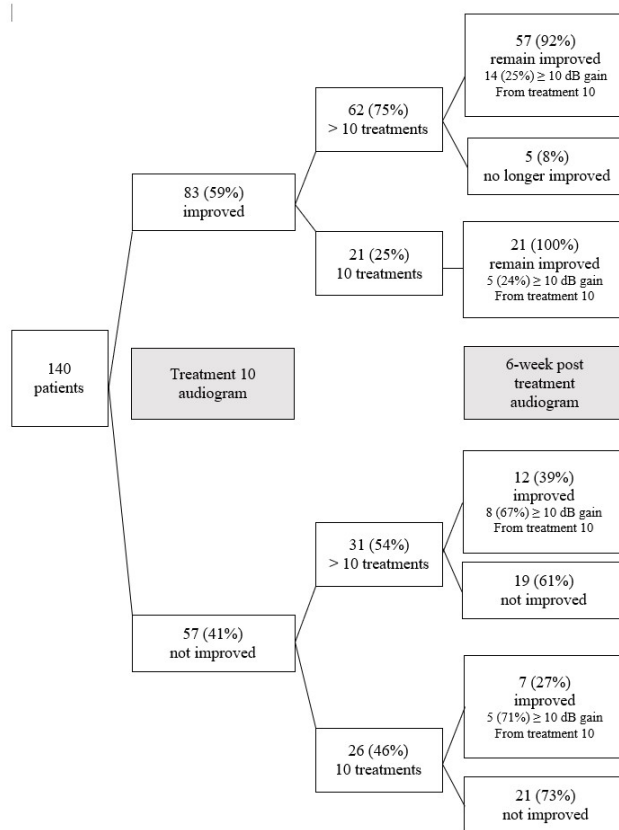 57 (92%)
remain improved
14 (25%) ≥ 10 dB gain
From treatment 10
62 (75%)
> 10 treatments
5 (8%)
no longer improved
83 (59%)
improved
21 (25%)
10 treatments
21 (100%)
remain improved
5 (24%) ≥ 10 dB gain
From treatment 10
140
patients
Treatment 10
audiogram
6-week post
treatment
audiogram
12 (39%)
improved
8 (67%) ≥ 10 dB gain
From treatment 10
31 (54%)
> 10 treatments
19 (61%)
not improved
57 (41%)
not improved
7 (27%)
improved
5 (71%) ≥ 10 dB gain
From treatment 10
26 (46%)
10 treatments
21 (73%)
not improved